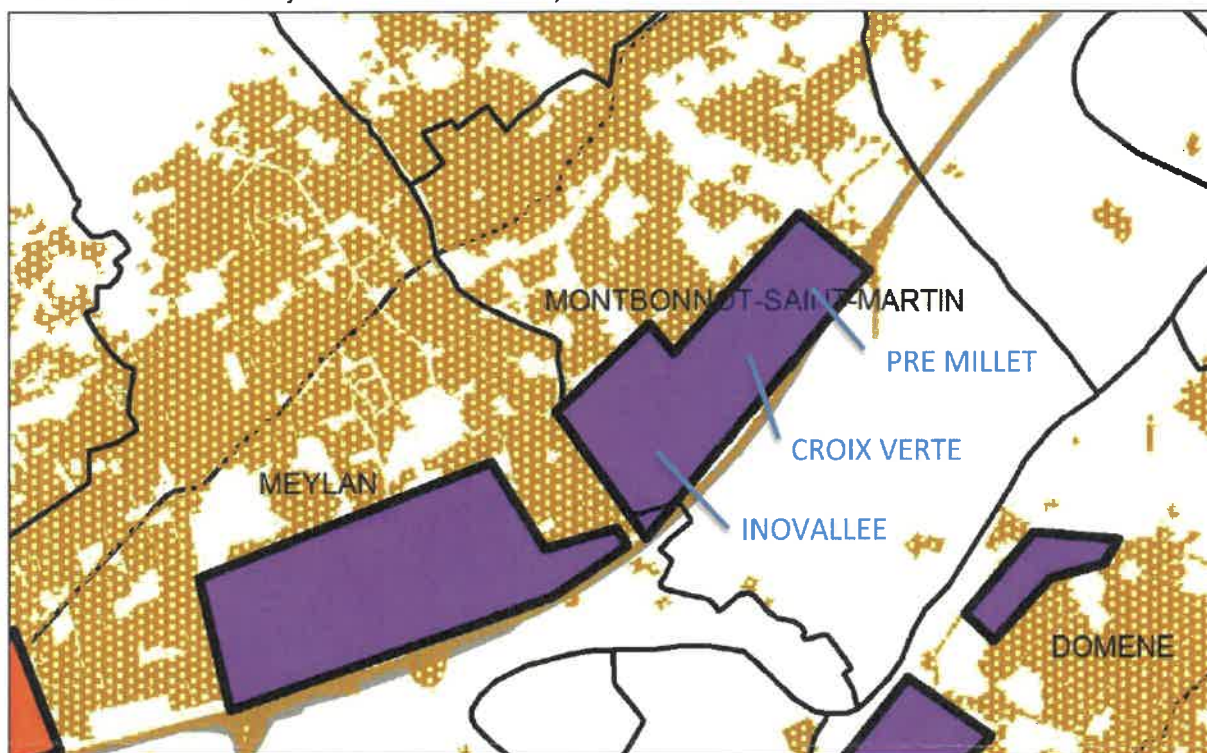 MONTBONNOT-SAINT-MARTIN
PRE MILLET
CROIX VERTE
MEYLAN
INOVALLEE
DOMENE